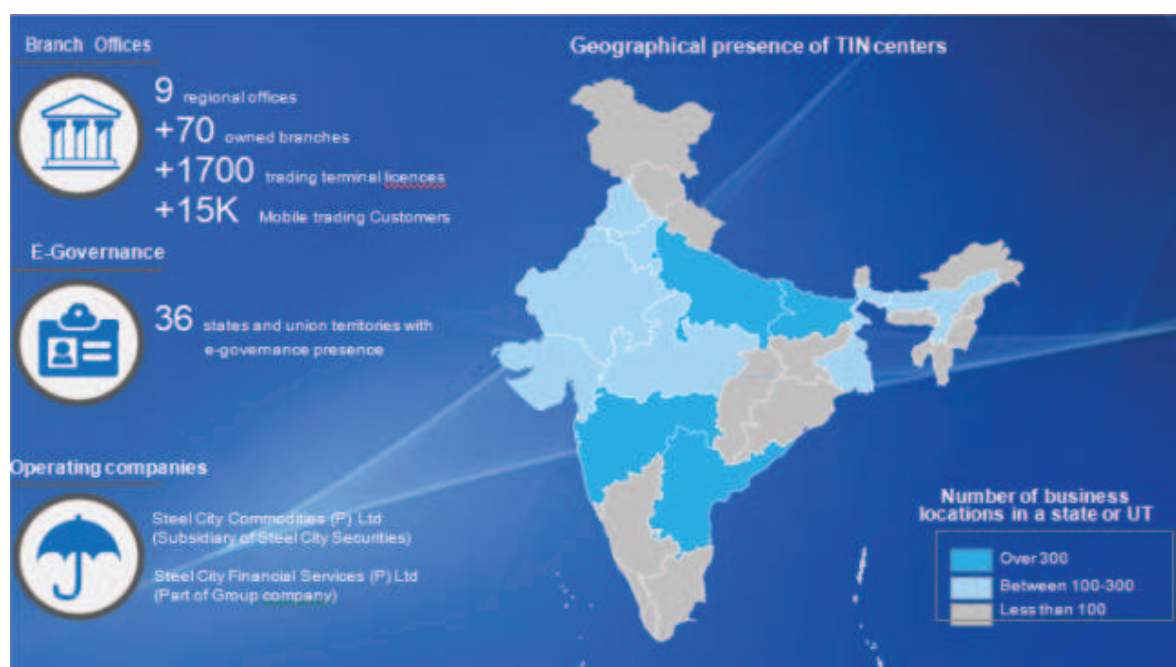 Branch Offices
9 regional offices
+70 owned branches
+1700 trading terminal licences
+15K Mobile trading Customers
E-Governance
36 states and union territories with
e-governance presence
Operating companies
Steel City Commodities (P) Ltd
(Subsidiary of Steel City Securities)
Steel City Financial Services (P) Ltd
(Part of Group company)
Geographical presence of TIN centers
Number of business
locations in a state or UT
Over 300
Between 100-300
Less than 100